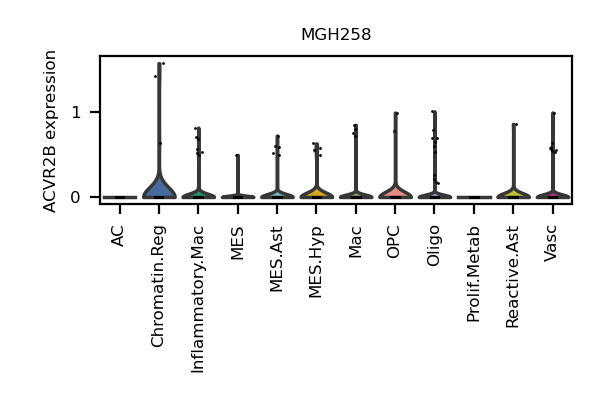 MGH258
ACVR2B expression
1
0
AC
Chromatin.Reg
Inflammatory.Mac
MES
MES.Ast
MES.Hyp
Mac
OPC
Oligo
Prolif.Metab
Reactive.Ast
Vasc